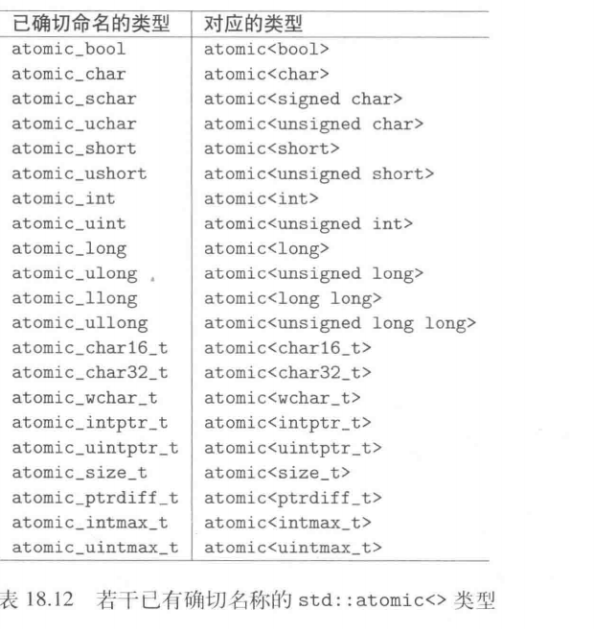 已确切命名的类型 对应的类型
atomic_bool atomic<bool>
atomic_char atomic<char>
atomic_schar atomic<signed char>
atomic_uchar atomic<unsigned char>
atomic_short atomic<short>
atomic_ushort atomic<unsigned short>
atomic_int atomic<int>
atomic_uint atomic<unsigned int>
atomic_long atomic<long>
atomic_ulong atomic<unsigned long>
atomic_llong atomic<long long>
atomic_ullong atomic<unsigned long long>
atomic_char16_t atomic<char16_t>
atomic_char32_t atomic<char32_t>
atomic_wchar_t atomic<wchar_t>
atomic_intptr_t atomic<intptr_t>
atomic_uintptr_t atomic<uintptr_t>
atomic_size_t atomic<size_t>
atomic_ptrdiff_t atomic<ptrdiff_t>
atomic_intmax_t atomic<intmax_t>
atomic_uintmax_t atomic<uintmax_t>
表 18.12 若干已有确切名称的 std::atomic<> 类型